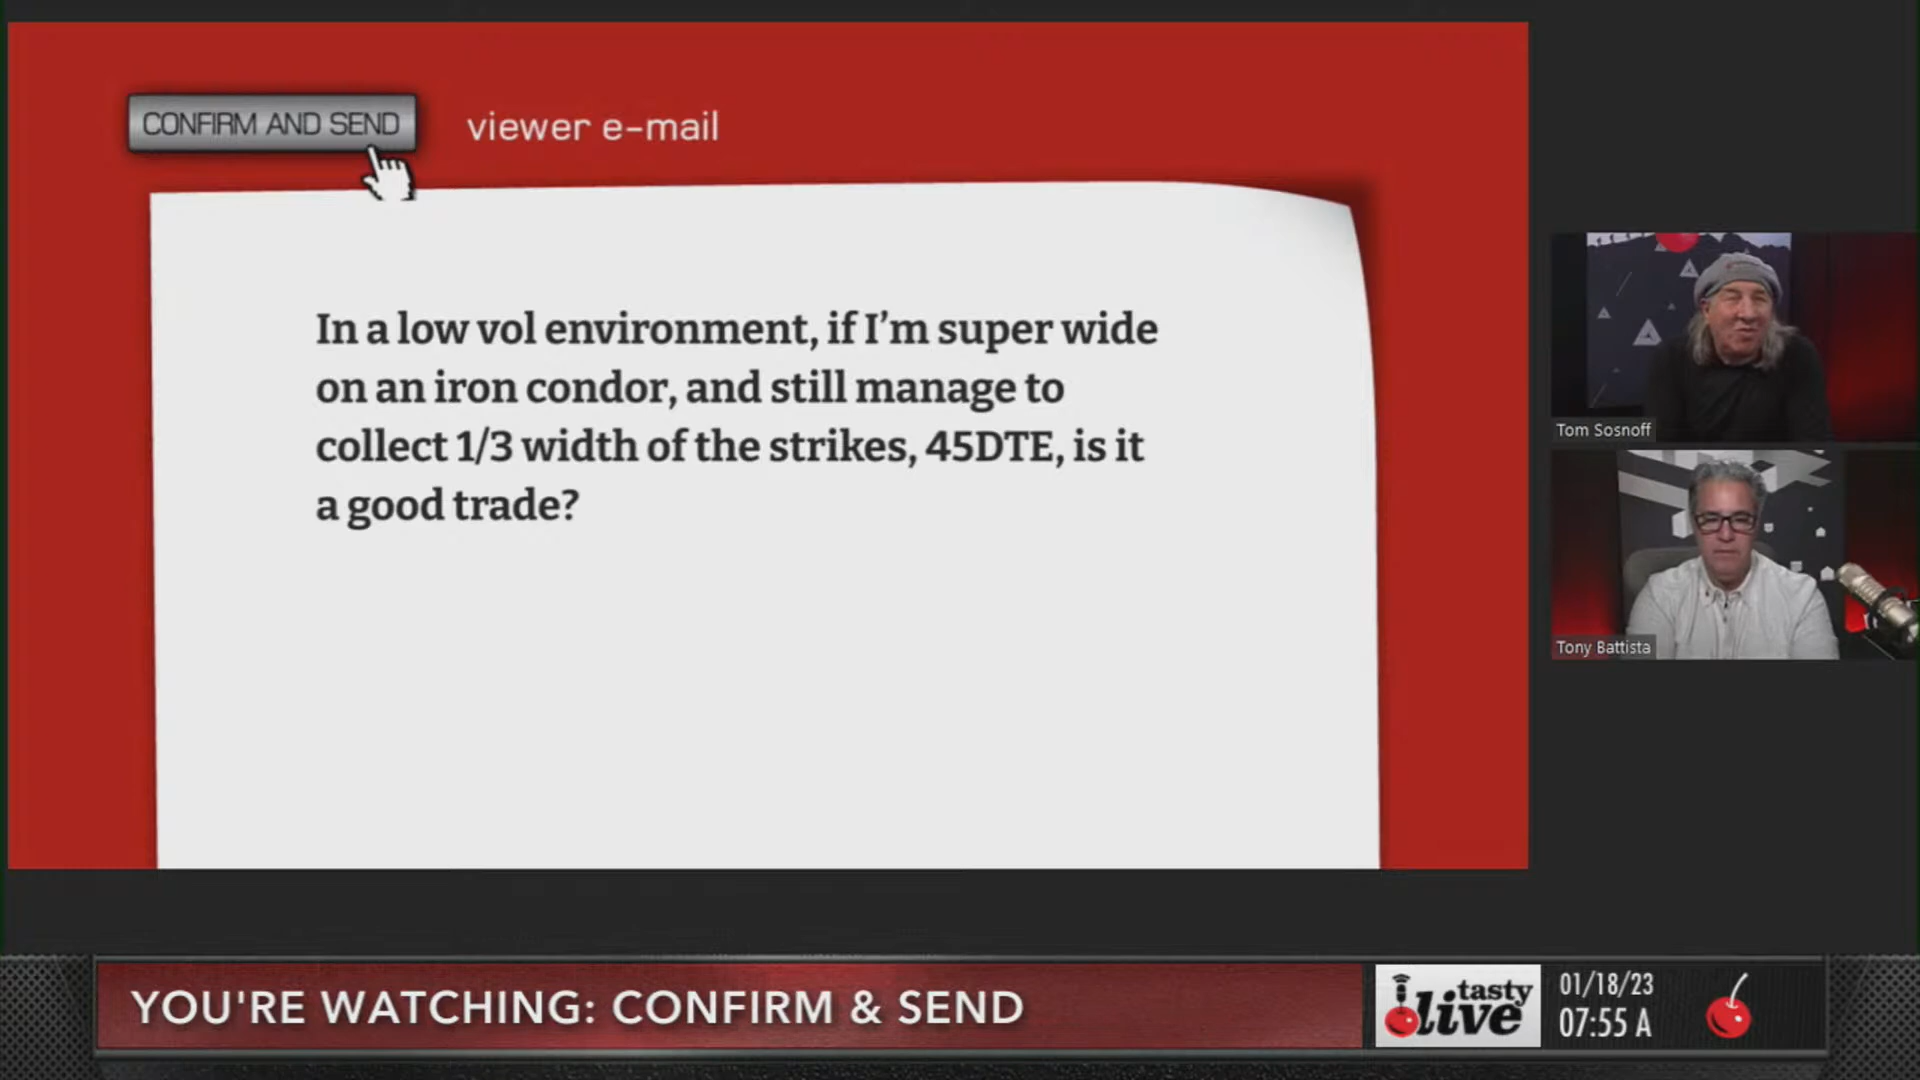 CONFIRM AND SEND
viewer e-mail
In a low vol environment, if I’m super wide
on an iron condor, and still manage to
collect 1/3 width of the strikes, 45DTE, is it
a good trade?
Tom Sosnoff
Tony Battista
YOU'RE WATCHING: CONFIRM & SEND
tasty
live
01/18/23
07:55 A